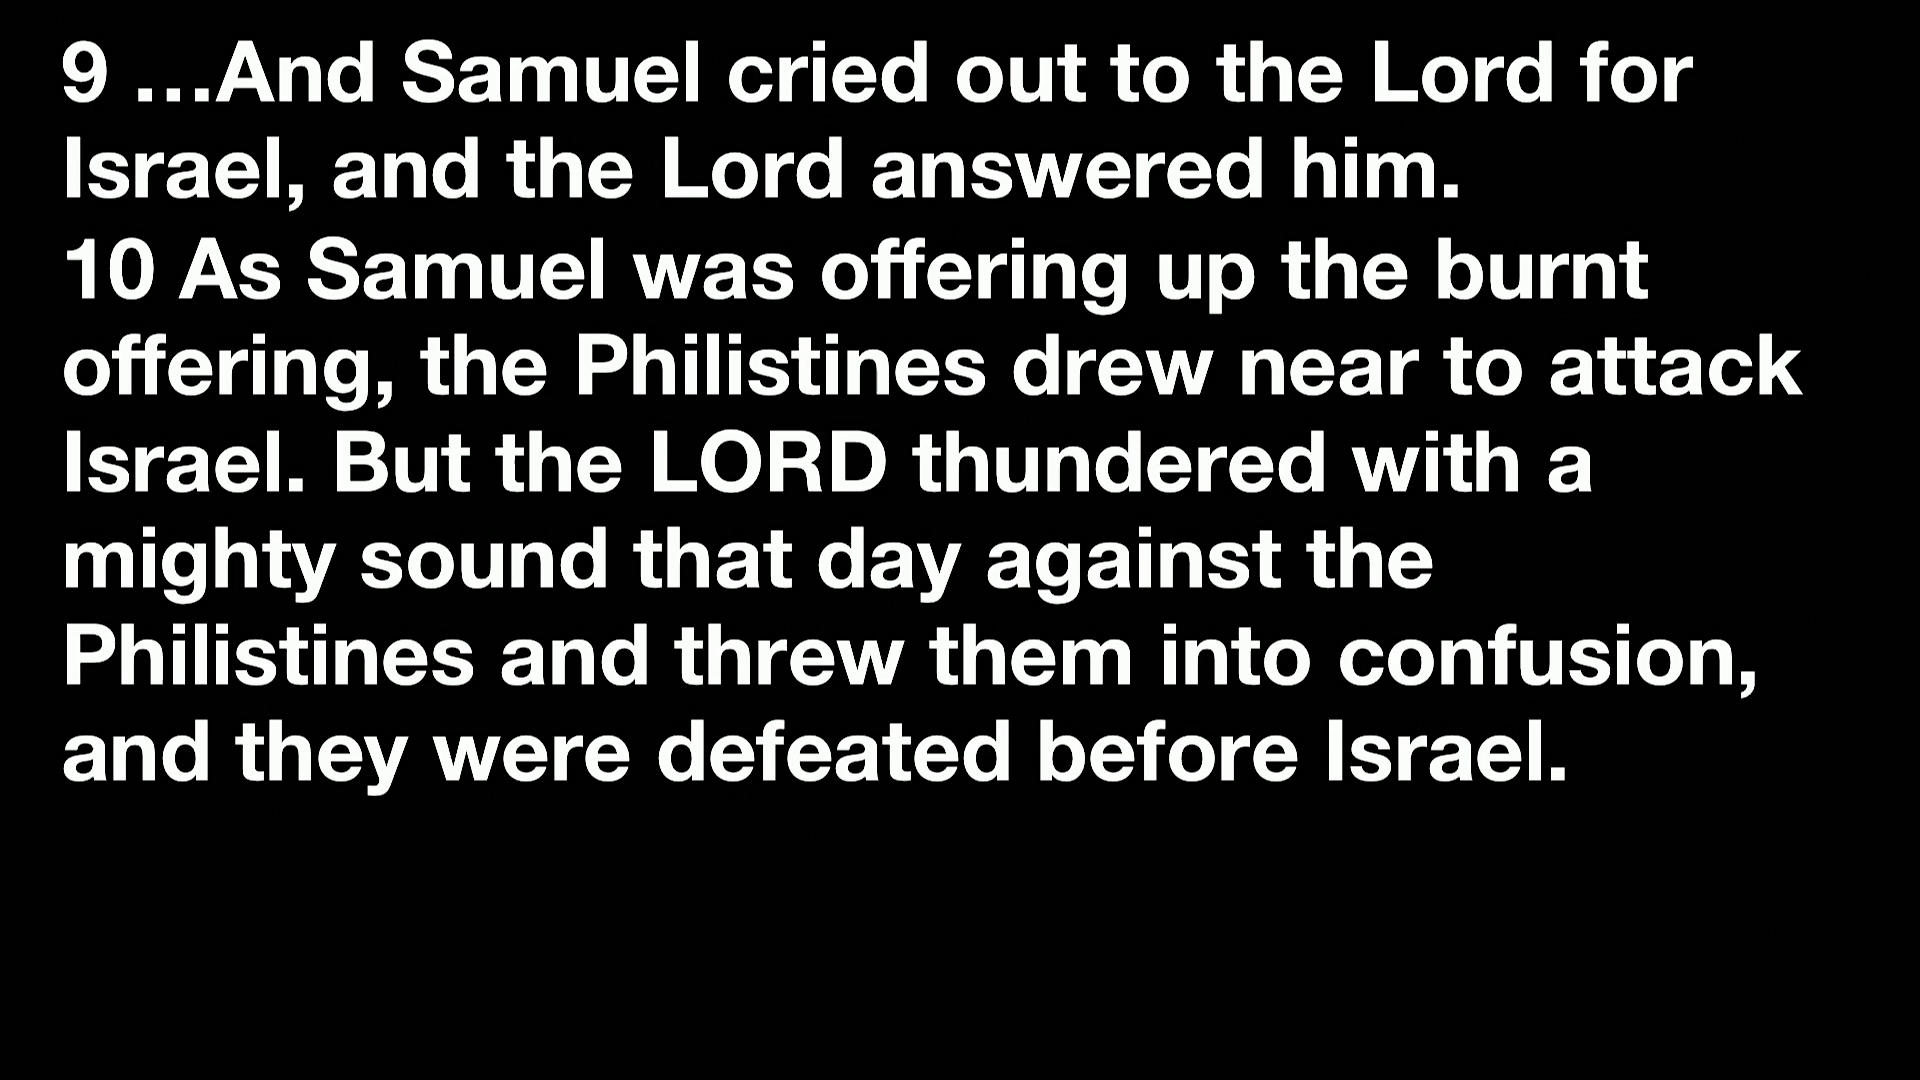 9 …And Samuel cried out to the Lord for
Israel, and the Lord answered him.
10 As Samuel was offering up the burnt
offering, the Philistines drew near to attack
Israel. But the LORD thundered with a
mighty sound that day against the
Philistines and threw them into confusion,
and they were defeated before Israel.